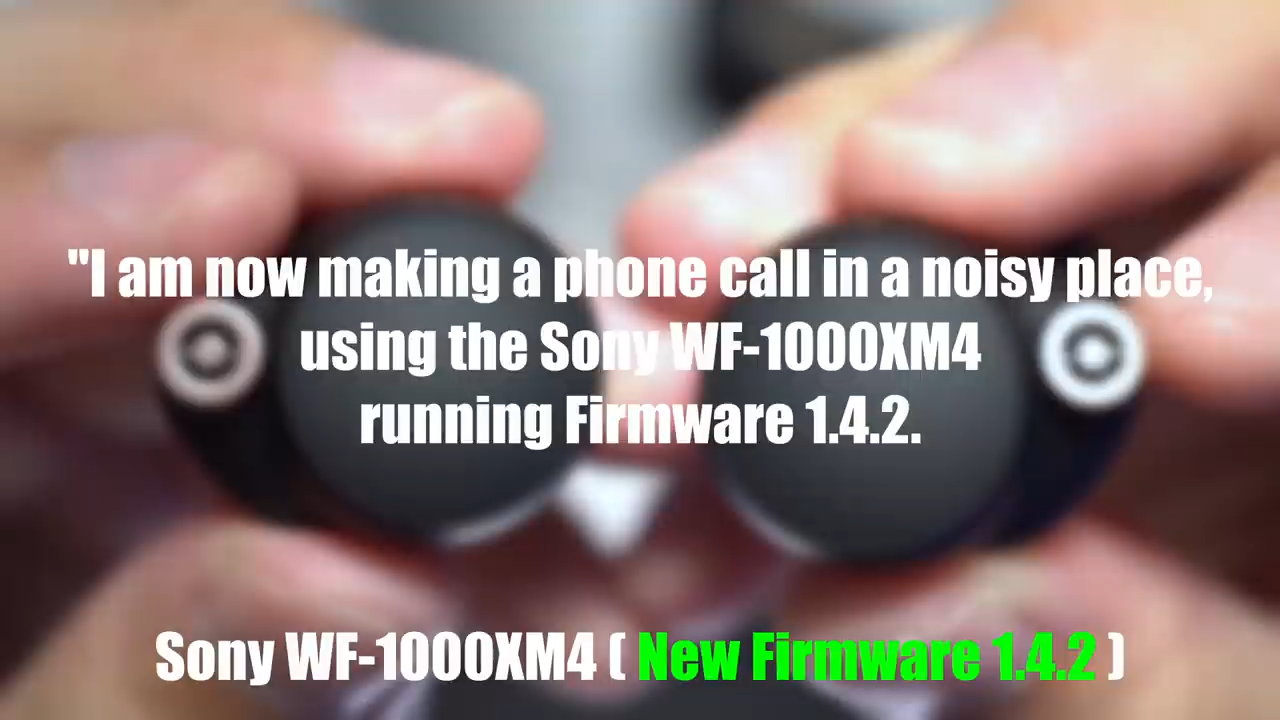 "I am now making a phone call in a noisy place,
using the Sony WF-1000XM4
running Firmware 1.4.2.
Sony WF-1000XM4 ( New Firmware 1.4.2 )